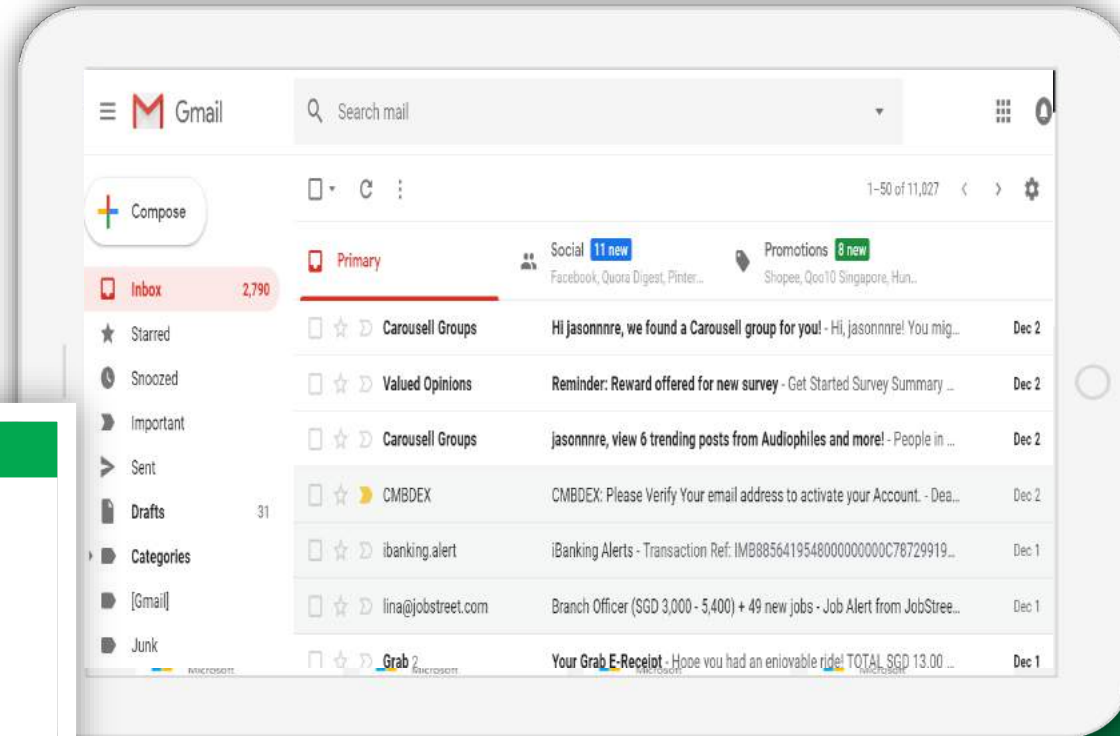 Gmail
Search mail
Compose
1–50 of 11,027
Primary
Social 11 new
Facebook, Quora Digest, Pinter...
Promotions 8 new
Shopee, Qoo10 Singapore, Hun...
Inbox 2,790
Starred
Snoozed
Important
Sent
Drafts 31
Categories
[Gmail]
Junk
Carousell Groups Hi jasonnnre, we found a Carousell group for you! - Hi, jasonnnre! You mig... Dec 2
Valued Opinions Reminder: Reward offered for new survey - Get Started Survey Summary ... Dec 2
Carousell Groups jasonnnre, view 6 trending posts from Audiophiles and more! - People in ... Dec 2
CMBDEX CMBDEX: Please Verify Your email address to activate your Account. - Dea... Dec 2
ibanking.alert iBanking Alerts - Transaction Ref: IMB8856419548000000000C78729919... Dec 1
lina@jobstreet.com Branch Officer (SGD 3,000 - 5,400) + 49 new jobs - Job Alert from JobStree... Dec 1
Grab 2 Your Grab E-Receipt - Hope you had an enjoyable ride! TOTAL SGD 13.00 ... Dec 1
Microsoft Microsoft Microsoft Microsoft